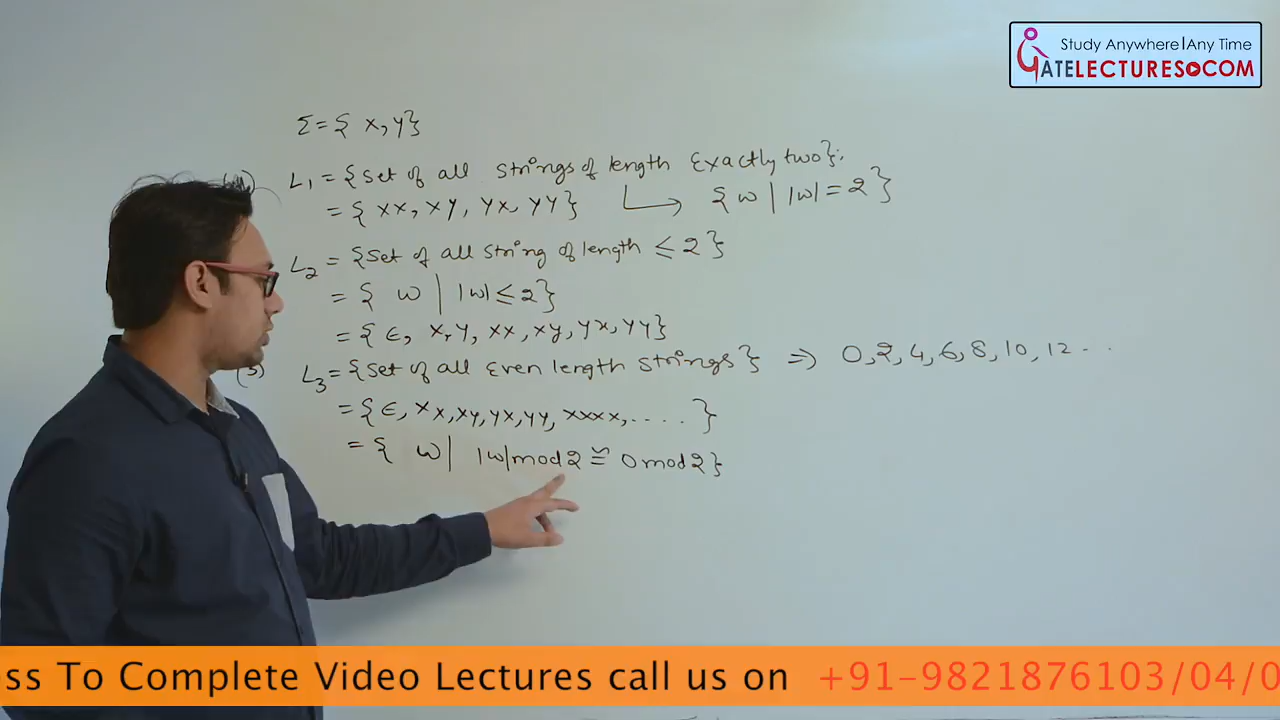 Study Anywhere|Any Time
GATELECTURES.COM
Σ = { x, y}
L1 = {set of all strings of length Exactly two};
= { xx, xy, yx, yy} → { w | |w| = 2 }
L2 = {set of all string of length ≤ 2 }
= { w | |w| ≤ 2 }
= { ε, x, y, xx, xy, yx, yy}
(3) L3 = {set of all Even length strings } ⇒ 0,2,4,6,8,10,12...
= { ε, xx, xy, yx, yy, xxxx, ..... }
= { w | |w| mod 2 ≅ 0 mod 2 }
ss To Complete Video Lectures call us on +91-9821876103/04/0